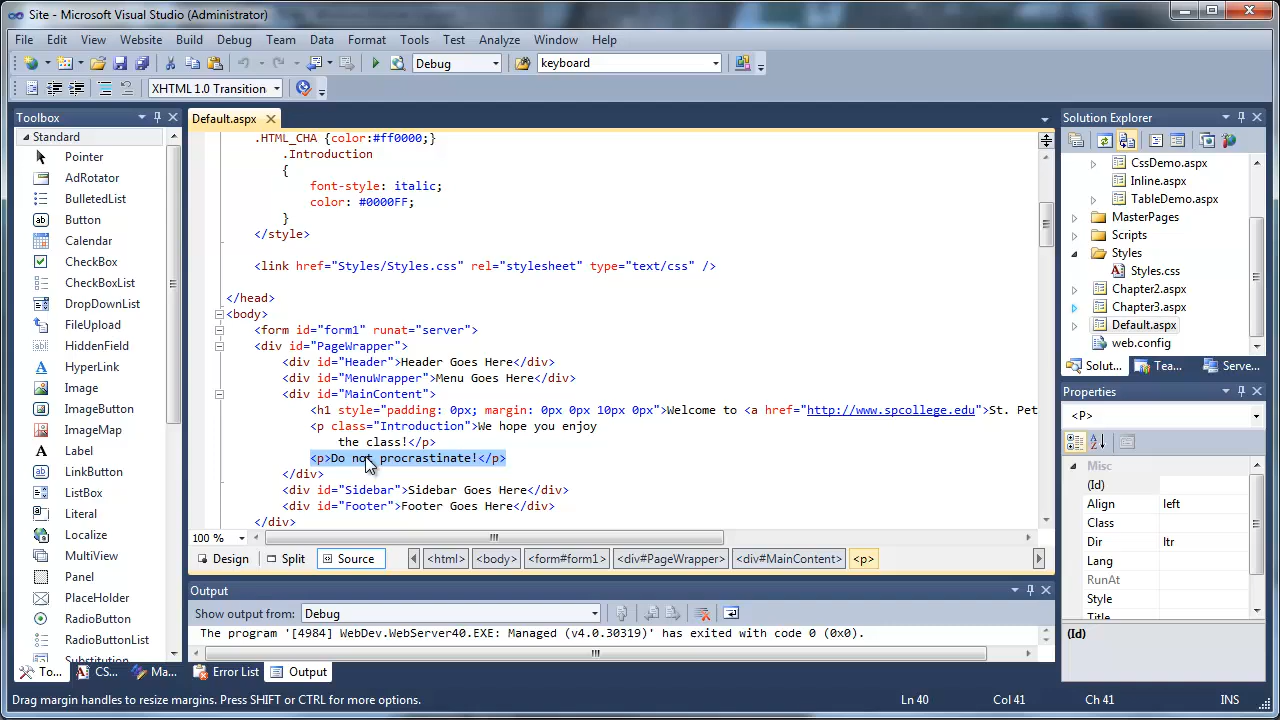 Site - Microsoft Visual Studio (Administrator)
File Edit View Website Build Debug Team Data Format Tools Test Analyze Window Help
Debug keyboard
XHTML 1.0 Transition
Toolbox
Standard
Pointer
AdRotator
BulletedList
Button
Calendar
CheckBox
CheckBoxList
DropDownList
FileUpload
HiddenField
HyperLink
Image
ImageButton
ImageMap
Label
LinkButton
ListBox
Literal
Localize
MultiView
Panel
PlaceHolder
RadioButton
RadioButtonList
Substitution
To... CS... Ma...
Default.aspx
.HTML_CHA {color:#ff0000;}
.Introduction
{
font-style: italic;
color: #0000FF;
}
</style>
<link href="Styles/Styles.css" rel="stylesheet" type="text/css" />
</head>
<body>
<form id="form1" runat="server">
<div id="PageWrapper">
<div id="Header">Header Goes Here</div>
<div id="MenuWrapper">Menu Goes Here</div>
<div id="MainContent">
<h1 style="padding: 0px; margin: 0px 0px 10px 0px">Welcome to <a href="http://www.spcollege.edu">St. Pet
<p class="Introduction">We hope you enjoy
the class!</p>
<p>Do not procrastinate!</p>
</div>
<div id="Sidebar">Sidebar Goes Here</div>
<div id="Footer">Footer Goes Here</div>
</div>
100 %
Design Split Source <html> <body> <form#form1> <div#PageWrapper> <div#MainContent> <p>
Output
Show output from: Debug
The program '[4984] WebDev.WebServer40.EXE: Managed (v4.0.30319)' has exited with code 0 (0x0).
Error List Output
Solution Explorer
CssDemo.aspx
Inline.aspx
TableDemo.aspx
MasterPages
Scripts
Styles
Styles.css
Chapter2.aspx
Chapter3.aspx
Default.aspx
web.config
Solut... Tea... Serve...
Properties
<P>
Misc
(Id)
Align left
Class
Dir ltr
Lang
RunAt
Style
Title
(Id)
Drag margin handles to resize margins. Press SHIFT or CTRL for more options. Ln 40 Col 41 Ch 41 INS